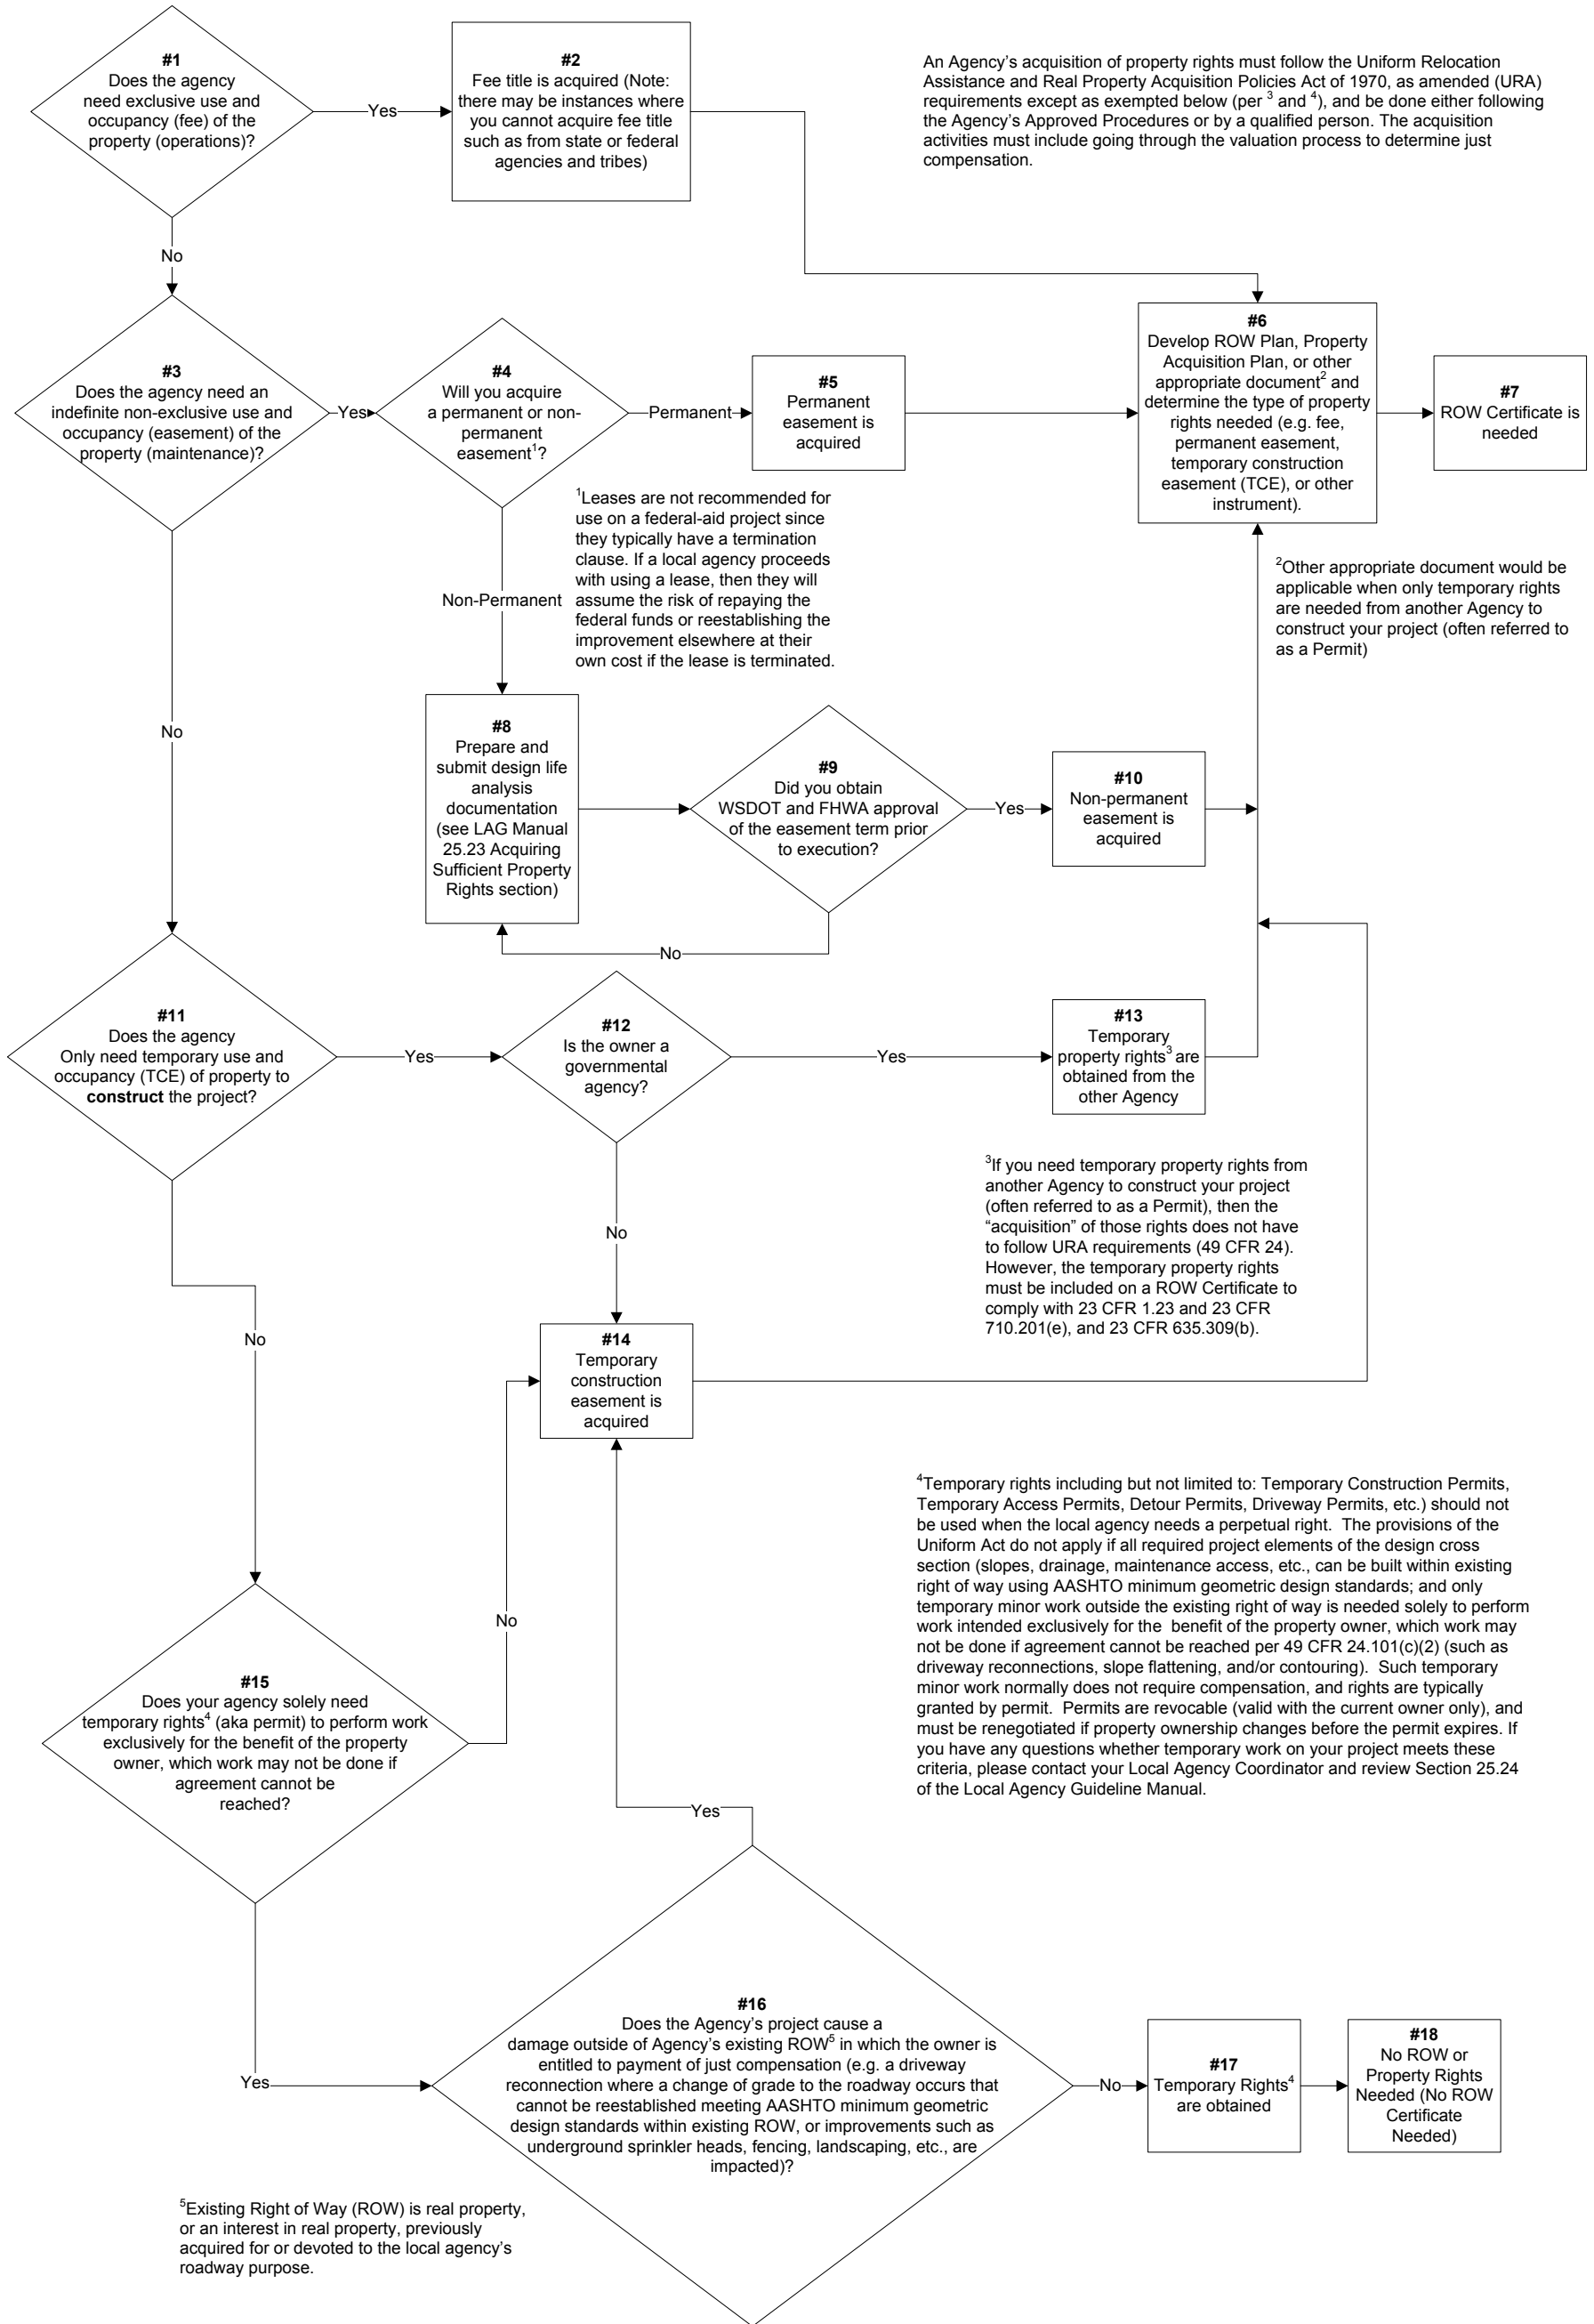 #1
Does the agency
need exclusive use and
occupancy (fee) of the
property (operations)?
Yes
#2
Fee title is acquired (Note:
there may be instances where
you cannot acquire fee title
such as from state or federal
agencies and tribes)
An Agency's acquisition of property rights must follow the Uniform Relocation
Assistance and Real Property Acquisition Policies Act of 1970, as amended (URA)
requirements except as exempted below (per 3 and 4), and be done either following
the Agency's Approved Procedures or by a qualified person. The acquisition
activities must include going through the valuation process to determine just
compensation.
No
#3
Does the agency need an
indefinite non-exclusive use and
occupancy (easement) of the
property (maintenance)?
Yes
#4
Will you acquire
a permanent or non-
permanent
easement1?
Permanent
#5
Permanent
easement is
acquired
#6
Develop ROW Plan, Property
Acquisition Plan, or other
appropriate document2 and
determine the type of property
rights needed (e.g. fee,
permanent easement,
temporary construction
easement (TCE), or other
instrument).
#7
ROW Certificate is
needed
1Leases are not recommended for
use on a federal-aid project since
they typically have a termination
clause. If a local agency proceeds
with using a lease, then they will
assume the risk of repaying the
federal funds or reestablishing the
improvement elsewhere at their
own cost if the lease is terminated.
Non-Permanent
2Other appropriate document would be
applicable when only temporary rights
are needed from another Agency to
construct your project (often referred to
as a Permit)
No
#8
Prepare and
submit design life
analysis
documentation
(see LAG Manual
25.23 Acquiring
Sufficient Property
Rights section)
#9
Did you obtain
WSDOT and FHWA approval
of the easement term prior
to execution?
Yes
#10
Non-permanent
easement is
acquired
No
#11
Does the agency
Only need temporary use and
occupancy (TCE) of property to
construct the project?
Yes
#12
Is the owner a
governmental
agency?
Yes
#13
Temporary
property rights3 are
obtained from the
other Agency
3If you need temporary property rights from
another Agency to construct your project
(often referred to as a Permit), then the
“acquisition” of those rights does not have
to follow URA requirements (49 CFR 24).
However, the temporary property rights
must be included on a ROW Certificate to
comply with 23 CFR 1.23 and 23 CFR
710.201(e), and 23 CFR 635.309(b).
No
No
#14
Temporary
construction
easement is
acquired
4Temporary rights including but not limited to: Temporary Construction Permits,
Temporary Access Permits, Detour Permits, Driveway Permits, etc.) should not
be used when the local agency needs a perpetual right.  The provisions of the
Uniform Act do not apply if all required project elements of the design cross
section (slopes, drainage, maintenance access, etc., can be built within existing
right of way using AASHTO minimum geometric design standards; and only
temporary minor work outside the existing right of way is needed solely to perform
work intended exclusively for the  benefit of the property owner, which work may
not be done if agreement cannot be reached per 49 CFR 24.101(c)(2) (such as
driveway reconnections, slope flattening, and/or contouring).  Such temporary
minor work normally does not require compensation, and rights are typically
granted by permit.  Permits are revocable (valid with the current owner only), and
must be renegotiated if property ownership changes before the permit expires. If
you have any questions whether temporary work on your project meets these
criteria, please contact your Local Agency Coordinator and review Section 25.24
of the Local Agency Guideline Manual.
No
#15
Does your agency solely need
temporary rights4 (aka permit) to perform work
exclusively for the benefit of the property
owner, which work may not be done if
agreement cannot be
reached?
Yes
Yes
#16
Does the Agency's project cause a
damage outside of Agency's existing ROW5 in which the owner is
entitled to payment of just compensation (e.g. a driveway
reconnection where a change of grade to the roadway occurs that
cannot be reestablished meeting AASHTO minimum geometric
design standards within existing ROW, or improvements such as
underground sprinkler heads, fencing, landscaping, etc., are
impacted)?
No
#17
Temporary Rights4
are obtained
#18
No ROW or
Property Rights
Needed (No ROW
Certificate
Needed)
5Existing Right of Way (ROW) is real property,
or an interest in real property, previously
acquired for or devoted to the local agency's
roadway purpose.